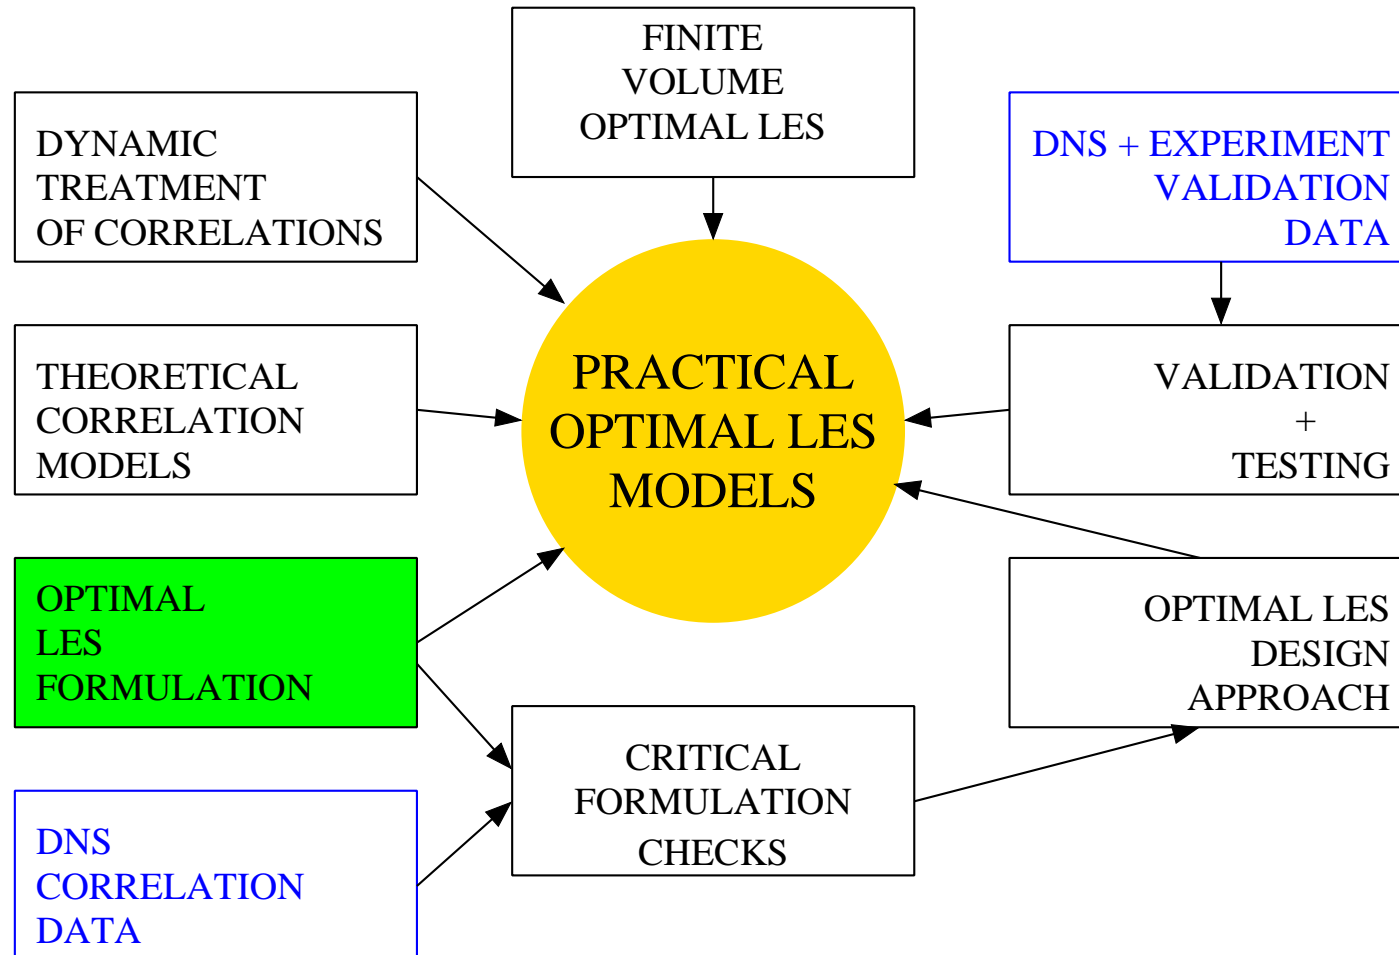 FINITE
VOLUME
OPTIMAL LES
DYNAMIC
TREATMENT
OF CORRELATIONS
DNS + EXPERIMENT
VALIDATION
DATA
THEORETICAL
CORRELATION
MODELS
PRACTICAL
OPTIMAL LES
MODELS
VALIDATION
+
TESTING
OPTIMAL
LES
FORMULATION
OPTIMAL LES
DESIGN
APPROACH
CRITICAL
FORMULATION
CHECKS
DNS
CORRELATION
DATA